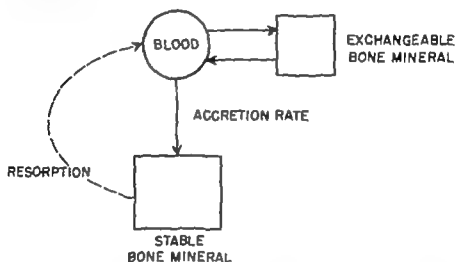 BLOOD
EXCHANGEABLE
BONE MINERAL
ACCRETION RATE
RESORPTION
STABLE
BONE MINERAL